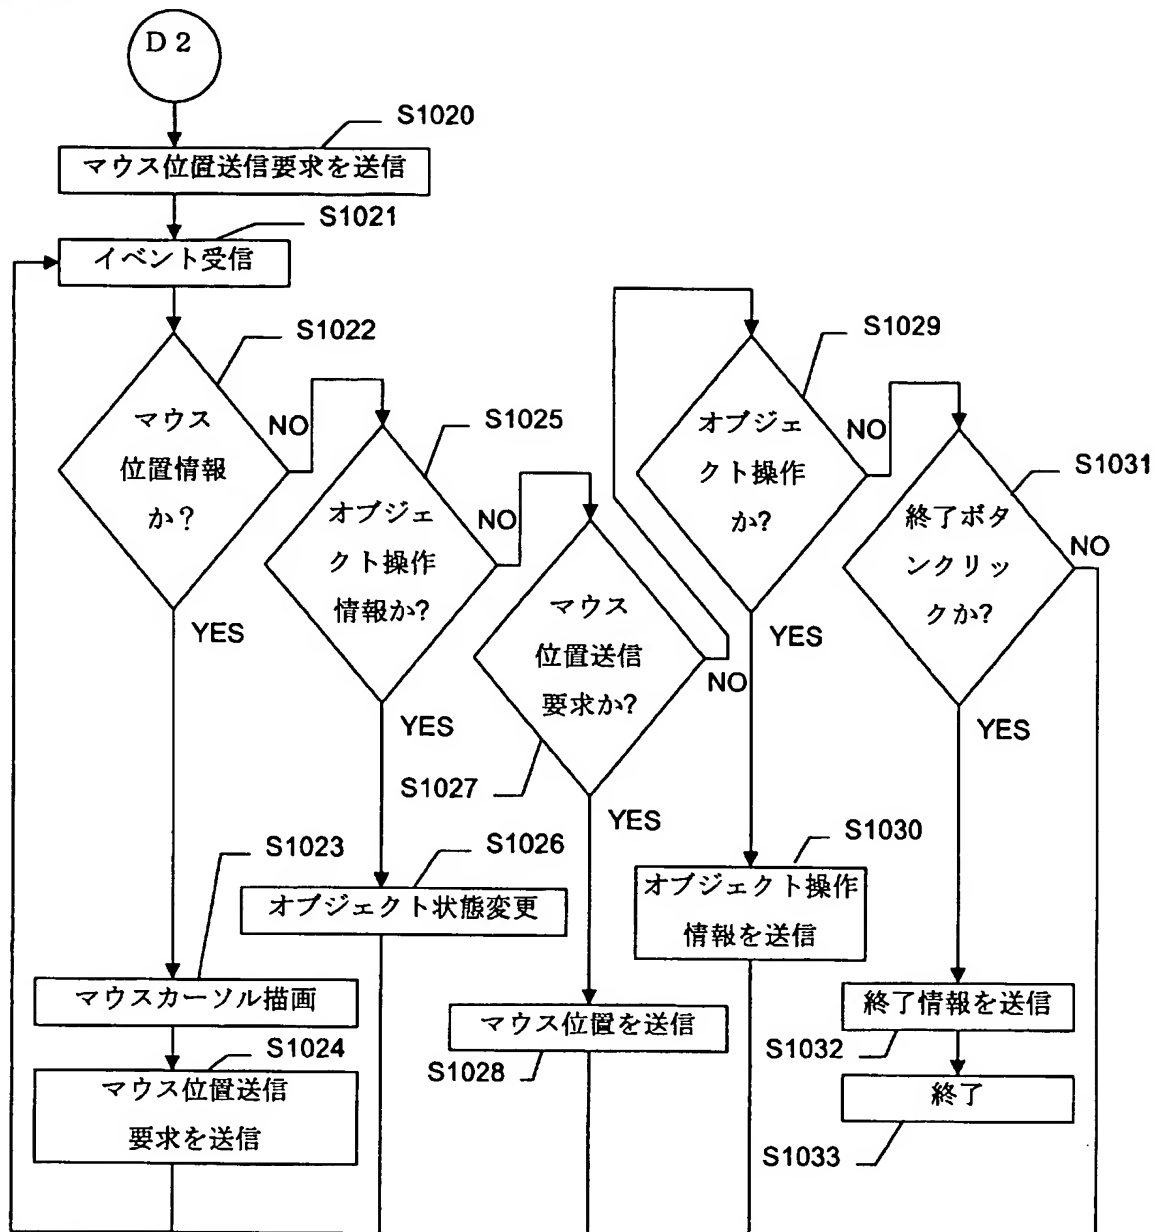 D2
S1020
マウス位置送信要求を送信
S1021
イベント受信
S1022
マウス
位置情報
か?
NO
YES
S1025
オブジェ
クト操作
情報か?
NO
YES
マウス
位置送信
要求か?
NO
S1027
YES
S1029
オブジェ
クト操作
か?
NO
YES
S1031
終了ボタ
ンクリッ
クか?
NO
YES
S1023
マウスカーソル描画
S1024
マウス位置送信
要求を送信
S1026
オブジェクト状態変更
マウス位置を送信
S1028
S1030
オブジェクト操作
情報を送信
終了情報を送信
S1032
終了
S1033